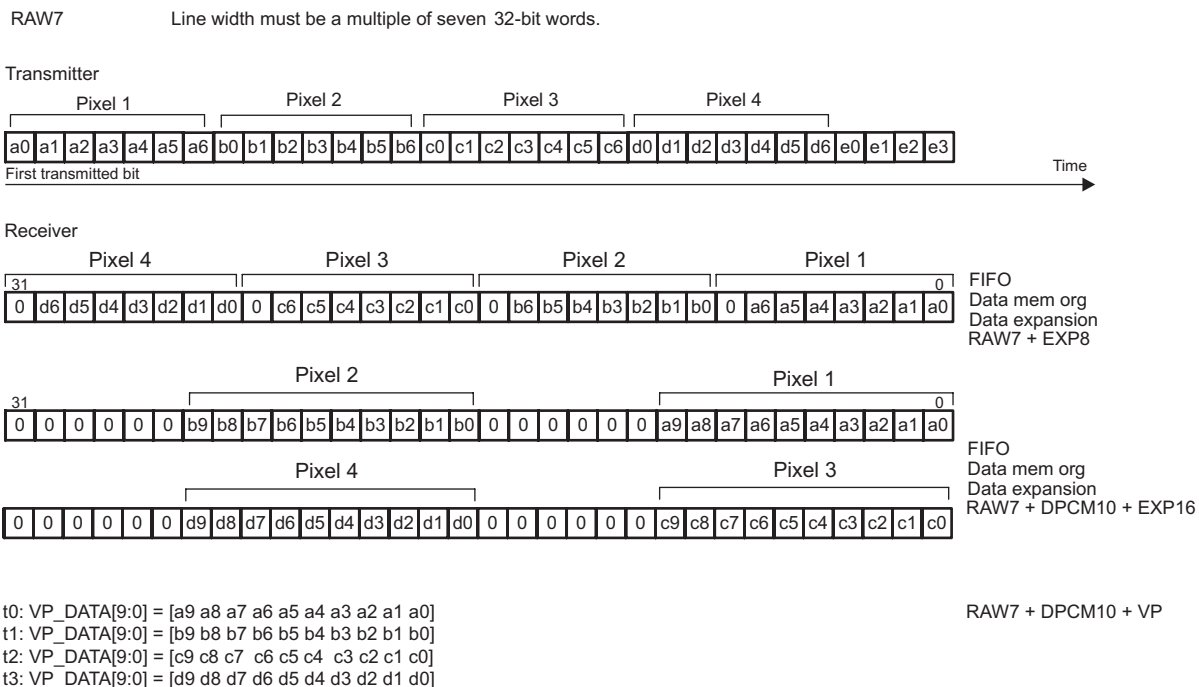 RAW7 Line width must be a multiple of seven 32-bit words.
Transmitter
Pixel 1 Pixel 2 Pixel 3 Pixel 4
a0 a1 a2 a3 a4 a5 a6 b0 b1 b2 b3 b4 b5 b6 c0 c1 c2 c3 c4 c5 c6 d0 d1 d2 d3 d4 d5 d6 e0 e1 e2 e3
First transmitted bit Time
Receiver
Pixel 4 Pixel 3 Pixel 2 Pixel 1
31 0
0 d6 d5 d4 d3 d2 d1 d0 0 c6 c5 c4 c3 c2 c1 c0 0 b6 b5 b4 b3 b2 b1 b0 0 a6 a5 a4 a3 a2 a1 a0
FIFO
Data mem org
Data expansion
RAW7 + EXP8
Pixel 2 Pixel 1
31 0
0 0 0 0 0 0 b9 b8 b7 b6 b5 b4 b3 b2 b1 b0 0 0 0 0 0 0 a9 a8 a7 a6 a5 a4 a3 a2 a1 a0
Pixel 4 Pixel 3
0 0 0 0 0 0 d9 d8 d7 d6 d5 d4 d3 d2 d1 d0 0 0 0 0 0 0 c9 c8 c7 c6 c5 c4 c3 c2 c1 c0
FIFO
Data mem org
Data expansion
RAW7 + DPCM10 + EXP16
t0: VP_DATA[9:0] = [a9 a8 a7 a6 a5 a4 a3 a2 a1 a0] RAW7 + DPCM10 + VP
t1: VP_DATA[9:0] = [b9 b8 b7 b6 b5 b4 b3 b2 b1 b0]
t2: VP_DATA[9:0] = [c9 c8 c7 c6 c5 c4 c3 c2 c1 c0]
t3: VP_DATA[9:0] = [d9 d8 d7 d6 d5 d4 d3 d2 d1 d0]